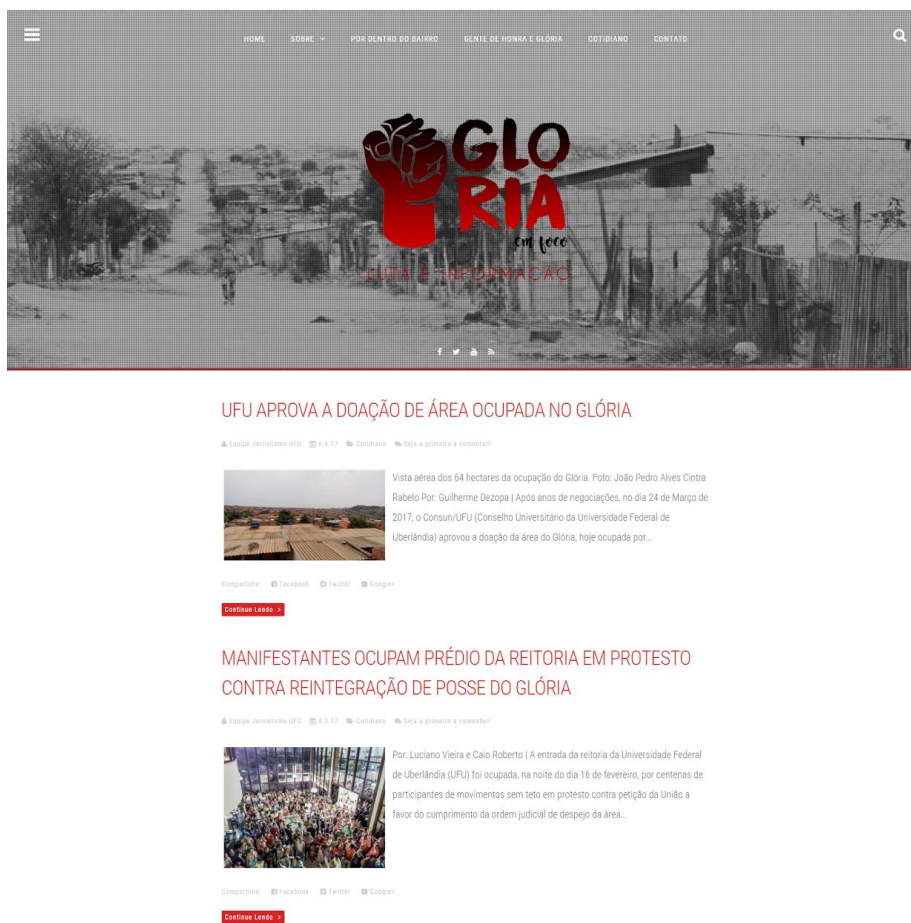 HOME SOBRE POR DENTRO DO BAIRRO GENTE DE HONRA E GLÓRIA COTIDIANO CONTATO
GLO
RIA
em foco
LUTA E INFORMAÇÃO
UFU APROVA A DOAÇÃO DE ÁREA OCUPADA NO GLÓRIA
Equipe Jornalismo UFU 6.4.17 Cotidiano Seja o primeiro a comentar!
Vista aérea dos 64 hectares da ocupação do Glória. Foto: João Pedro Alves Cintra
Rabelo Por: Guilherme Dezopa | Após anos de negociações, no dia 24 de Março de
2017, o Consun/UFU (Conselho Universitário da Universidade Federal de
Uberlândia) aprovou a doação da área do Glória, hoje ocupada por...
Compartilhe: Facebook Twitter Google+
Continue Lendo >
MANIFESTANTES OCUPAM PRÉDIO DA REITORIA EM PROTESTO
CONTRA REINTEGRAÇÃO DE POSSE DO GLÓRIA
Equipe Jornalismo UFU 4.3.17 Cotidiano Seja o primeiro a comentar!
Por: Luciano Vieira e Caio Roberto | A entrada da reitoria da Universidade Federal
de Uberlândia (UFU) foi ocupada, na noite do dia 16 de fevereiro, por centenas de
participantes de movimentos sem teto em protesto contra petição da União a
favor do cumprimento da ordem judicial de despejo da área...
Compartilhe: Facebook Twitter Google+
Continue Lendo >